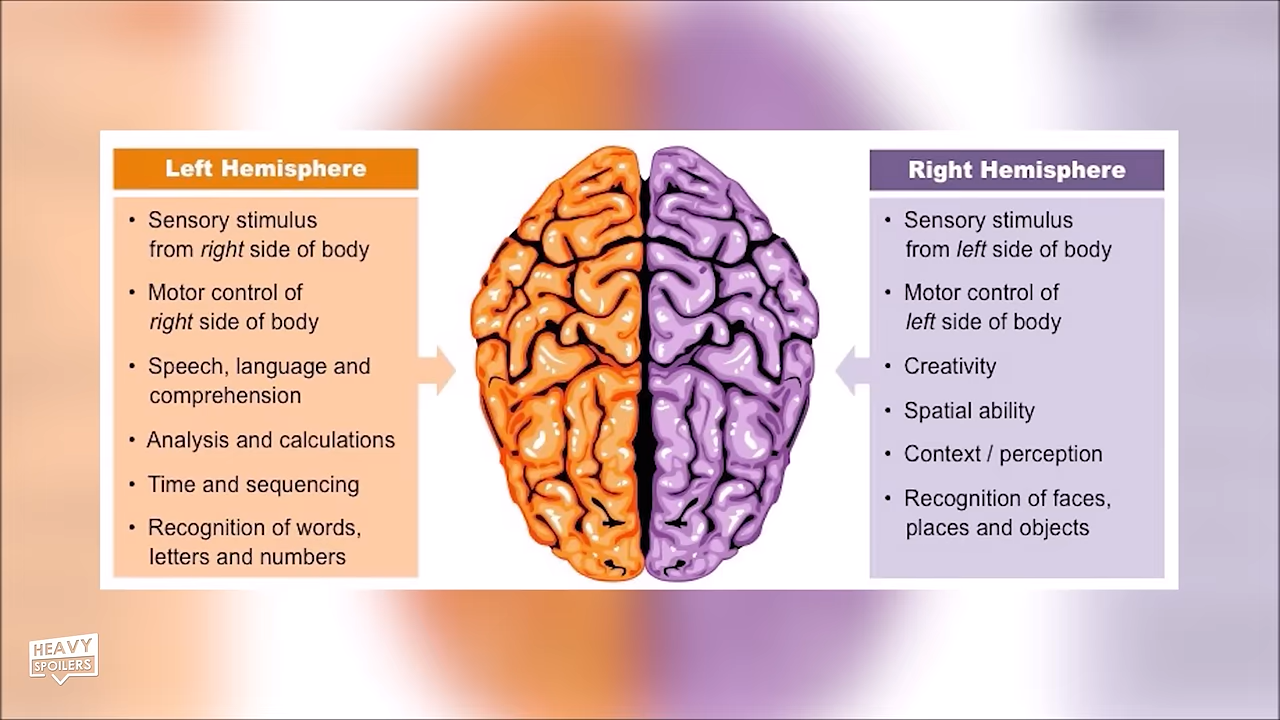 Left Hemisphere
• Sensory stimulus
from right side of body
• Motor control of
right side of body
• Speech, language and
comprehension
• Analysis and calculations
• Time and sequencing
• Recognition of words,
letters and numbers
Right Hemisphere
• Sensory stimulus
from left side of body
• Motor control of
left side of body
• Creativity
• Spatial ability
• Context / perception
• Recognition of faces,
places and objects
HEAVY
SPOILERS